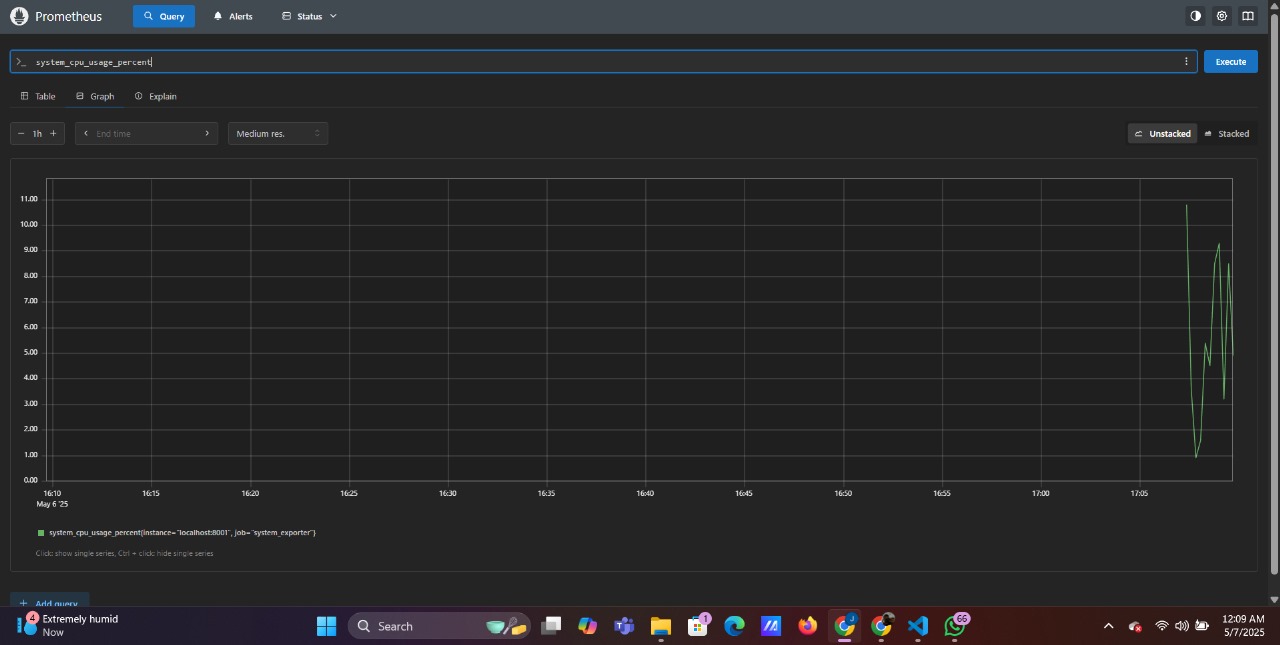 Prometheus
Query
Alerts
Status
>_ system_cpu_usage_percent
Execute
Table
Graph
Explain
− 1h +
< End time >
Medium res.
Unstacked
Stacked
11.00
10.00
9.00
8.00
7.00
6.00
5.00
4.00
3.00
2.00
1.00
0.00
16:10 16:15 16:20 16:25 16:30 16:35 16:40 16:45 16:50 16:55 17:00 17:05
May 6 '25
system_cpu_usage_percent{instance="localhost:8001", job="system_exporter"}
Click: show single series, Ctrl + click: hide single series
+ Add query
4
Extremely humid
Now
Search
1
J
66
12:09 AM
5/7/2025